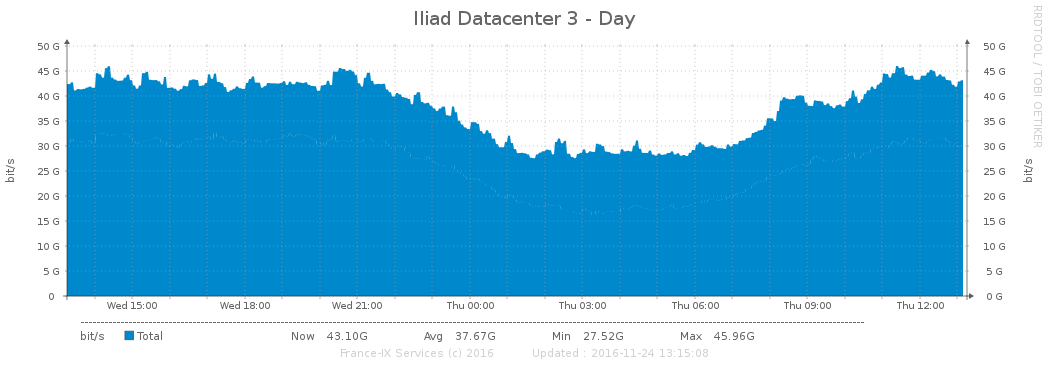 Iliad Datacenter 3 - Day
RRDTOOL / TOBI OETIKER
50 G 50 G
45 G 45 G
40 G 40 G
35 G 35 G
30 G 30 G
25 G 25 G
20 G 20 G
15 G 15 G
10 G 10 G
5 G 5 G
0 0 G
bit/s bit/s
Wed 15:00 Wed 18:00 Wed 21:00 Thu 00:00 Thu 03:00 Thu 06:00 Thu 09:00 Thu 12:00
bit/s Total Now 43.10G Avg 37.67G Min 27.52G Max 45.96G
France-IX Services (c) 2016 Updated : 2016-11-24 13:15:08